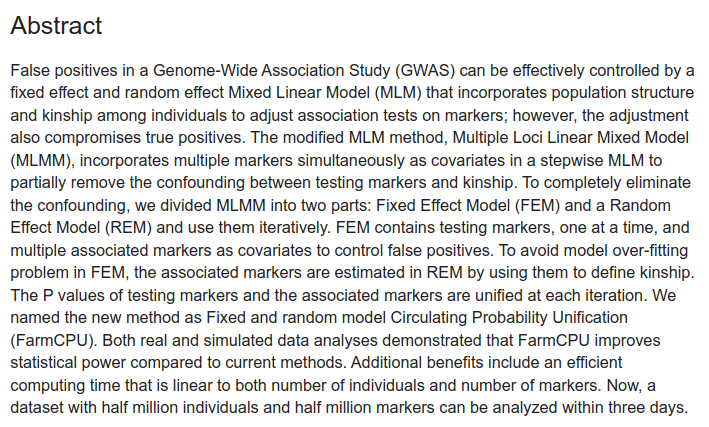 Abstract
False positives in a Genome-Wide Association Study (GWAS) can be effectively controlled by a
fixed effect and random effect Mixed Linear Model (MLM) that incorporates population structure
and kinship among individuals to adjust association tests on markers; however, the adjustment
also compromises true positives. The modified MLM method, Multiple Loci Linear Mixed Model
(MLMM), incorporates multiple markers simultaneously as covariates in a stepwise MLM to
partially remove the confounding between testing markers and kinship. To completely eliminate
the confounding, we divided MLMM into two parts: Fixed Effect Model (FEM) and a Random
Effect Model (REM) and use them iteratively. FEM contains testing markers, one at a time, and
multiple associated markers as covariates to control false positives. To avoid model over-fitting
problem in FEM, the associated markers are estimated in REM by using them to define kinship.
The P values of testing markers and the associated markers are unified at each iteration. We
named the new method as Fixed and random model Circulating Probability Unification
(FarmCPU). Both real and simulated data analyses demonstrated that FarmCPU improves
statistical power compared to current methods. Additional benefits include an efficient
computing time that is linear to both number of individuals and number of markers. Now, a
dataset with half million individuals and half million markers can be analyzed within three days.